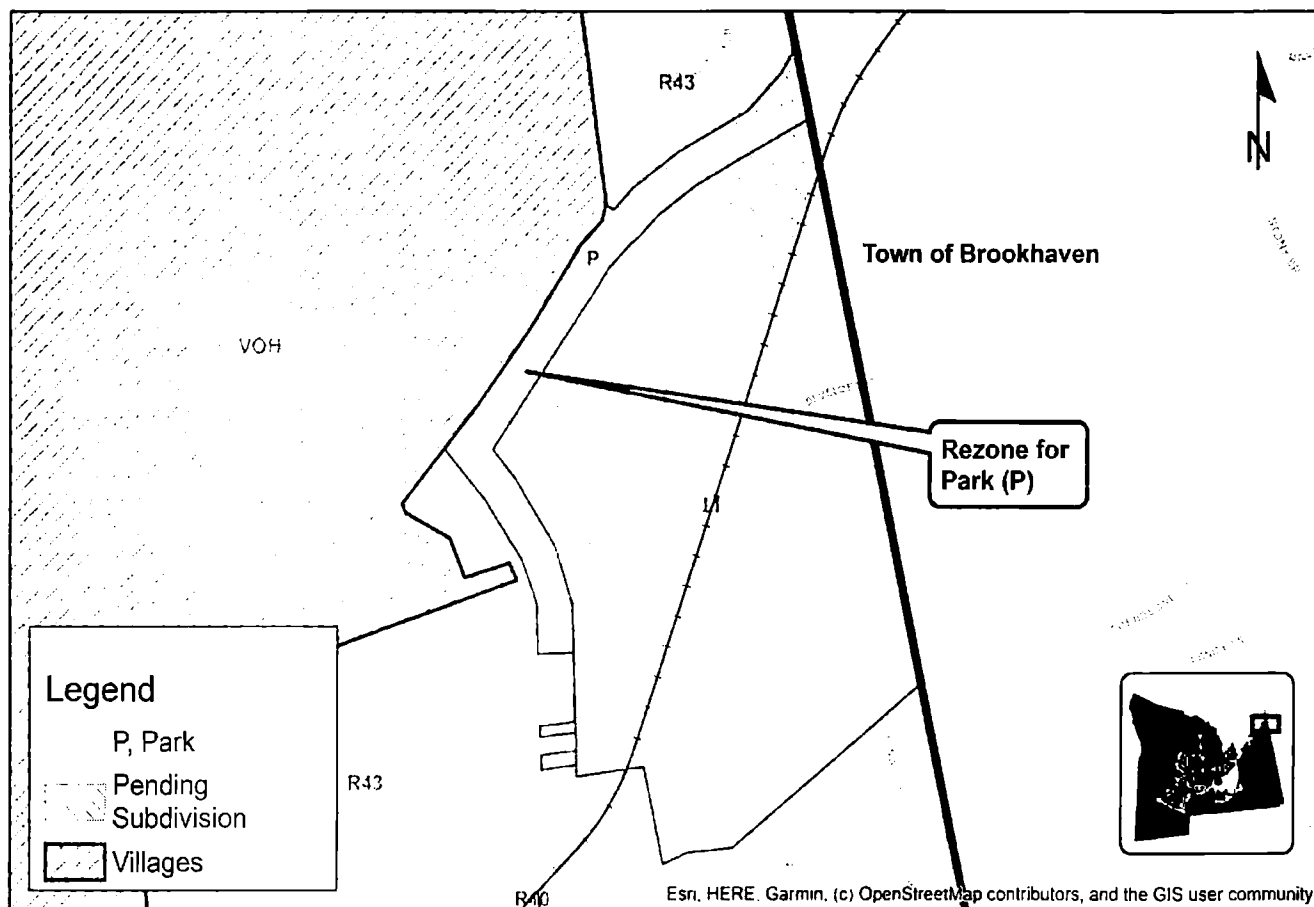 R43
N
Town of Brookhaven
P
VOH
Rezone for
Park (P)
LI
Legend
P, Park
Pending
Subdivision
Villages
R43
R40
Esri, HERE, Garmin, (c) OpenStreetMap contributors, and the GIS user community